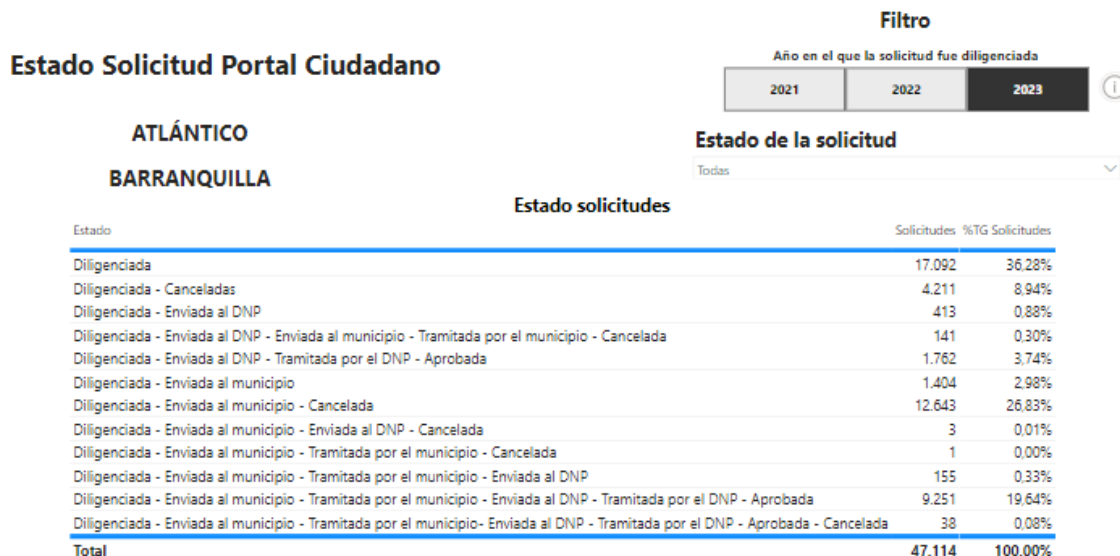 Filtro
Estado Solicitud Portal Ciudadano
Año en el que la solicitud fue diligenciada
2021 2022 2023
ATLÁNTICO
Estado de la solicitud
Todas
BARRANQUILLA
Estado solicitudes
Estado Solicitudes %TG Solicitudes
Diligenciada 17.092 36,28%
Diligenciada - Canceladas 4.211 8,94%
Diligenciada - Enviada al DNP 413 0,88%
Diligenciada - Enviada al DNP - Enviada al municipio - Tramitada por el municipio - Cancelada 141 0,30%
Diligenciada - Enviada al DNP - Tramitada por el DNP - Aprobada 1.762 3,74%
Diligenciada - Enviada al municipio 1.404 2,98%
Diligenciada - Enviada al municipio - Cancelada 12.643 26,83%
Diligenciada - Enviada al municipio - Enviada al DNP - Cancelada 3 0,01%
Diligenciada - Enviada al municipio - Tramitada por el municipio - Cancelada 1 0,00%
Diligenciada - Enviada al municipio - Tramitada por el municipio - Enviada al DNP 155 0,33%
Diligenciada - Enviada al municipio - Tramitada por el municipio - Enviada al DNP - Tramitada por el DNP - Aprobada 9.251 19,64%
Diligenciada - Enviada al municipio - Tramitada por el municipio- Enviada al DNP - Tramitada por el DNP - Aprobada - Cancelada 38 0,08%
Total 47.114 100,00%